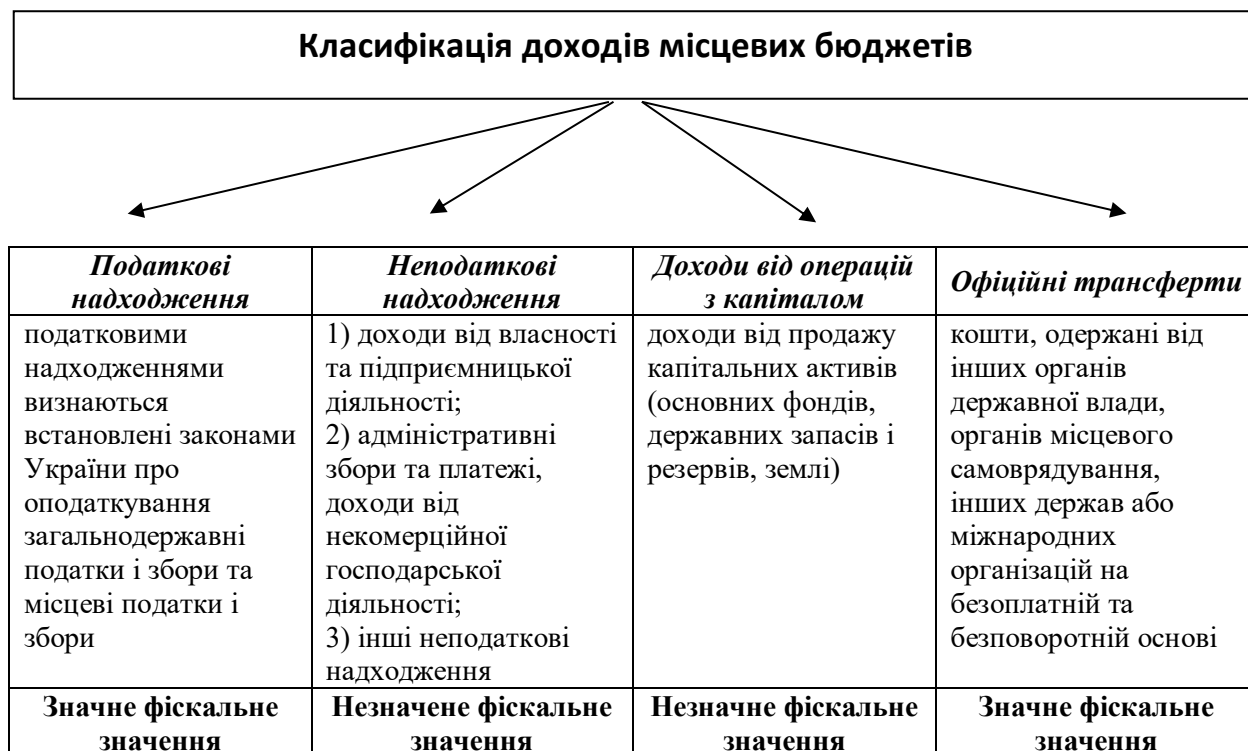 Класифікація доходів місцевих бюджетів
Податкові
надходження
Неподаткові
надходження
Доходи від операцій
з капіталом
Офіційні трансферти
податковими
надходженнями
визнаються
встановлені законами
України про
оподаткування
загальнодержавні
податки і збори та
місцеві податки і
збори
1) доходи від власності
та підприємницької
діяльності;
2) адміністративні
збори та платежі,
доходи від
некомерційної
господарської
діяльності;
3) інші неподаткові
надходження
доходи від продажу
капітальних активів
(основних фондів,
державних запасів і
резервів, землі)
кошти, одержані від
інших органів
державної влади,
органів місцевого
самоврядування,
інших держав або
міжнародних
організацій на
безоплатній та
безповоротній основі
Значне фіскальне
значення
Незначене фіскальне
значення
Незначне фіскальне
значення
Значне фіскальне
значення